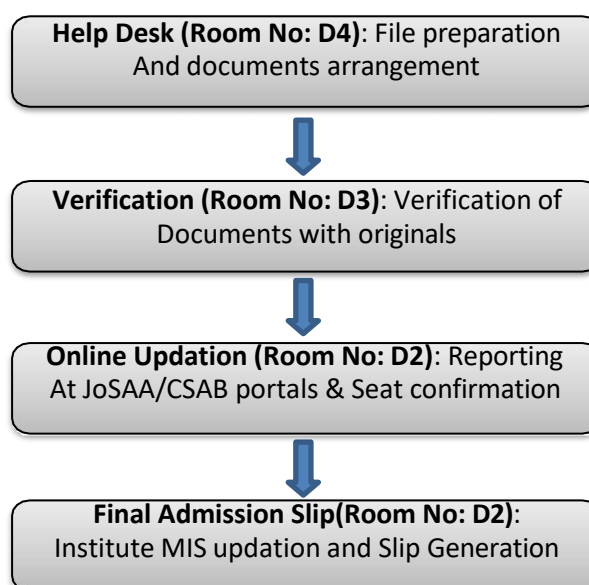 Help Desk (Room No: D4): File preparation
And documents arrangement
Verification (Room No: D3): Verification of
Documents with originals
Online Updation (Room No: D2): Reporting
At JoSAA/CSAB portals & Seat confirmation
Final Admission Slip(Room No: D2):
Institute MIS updation and Slip Generation